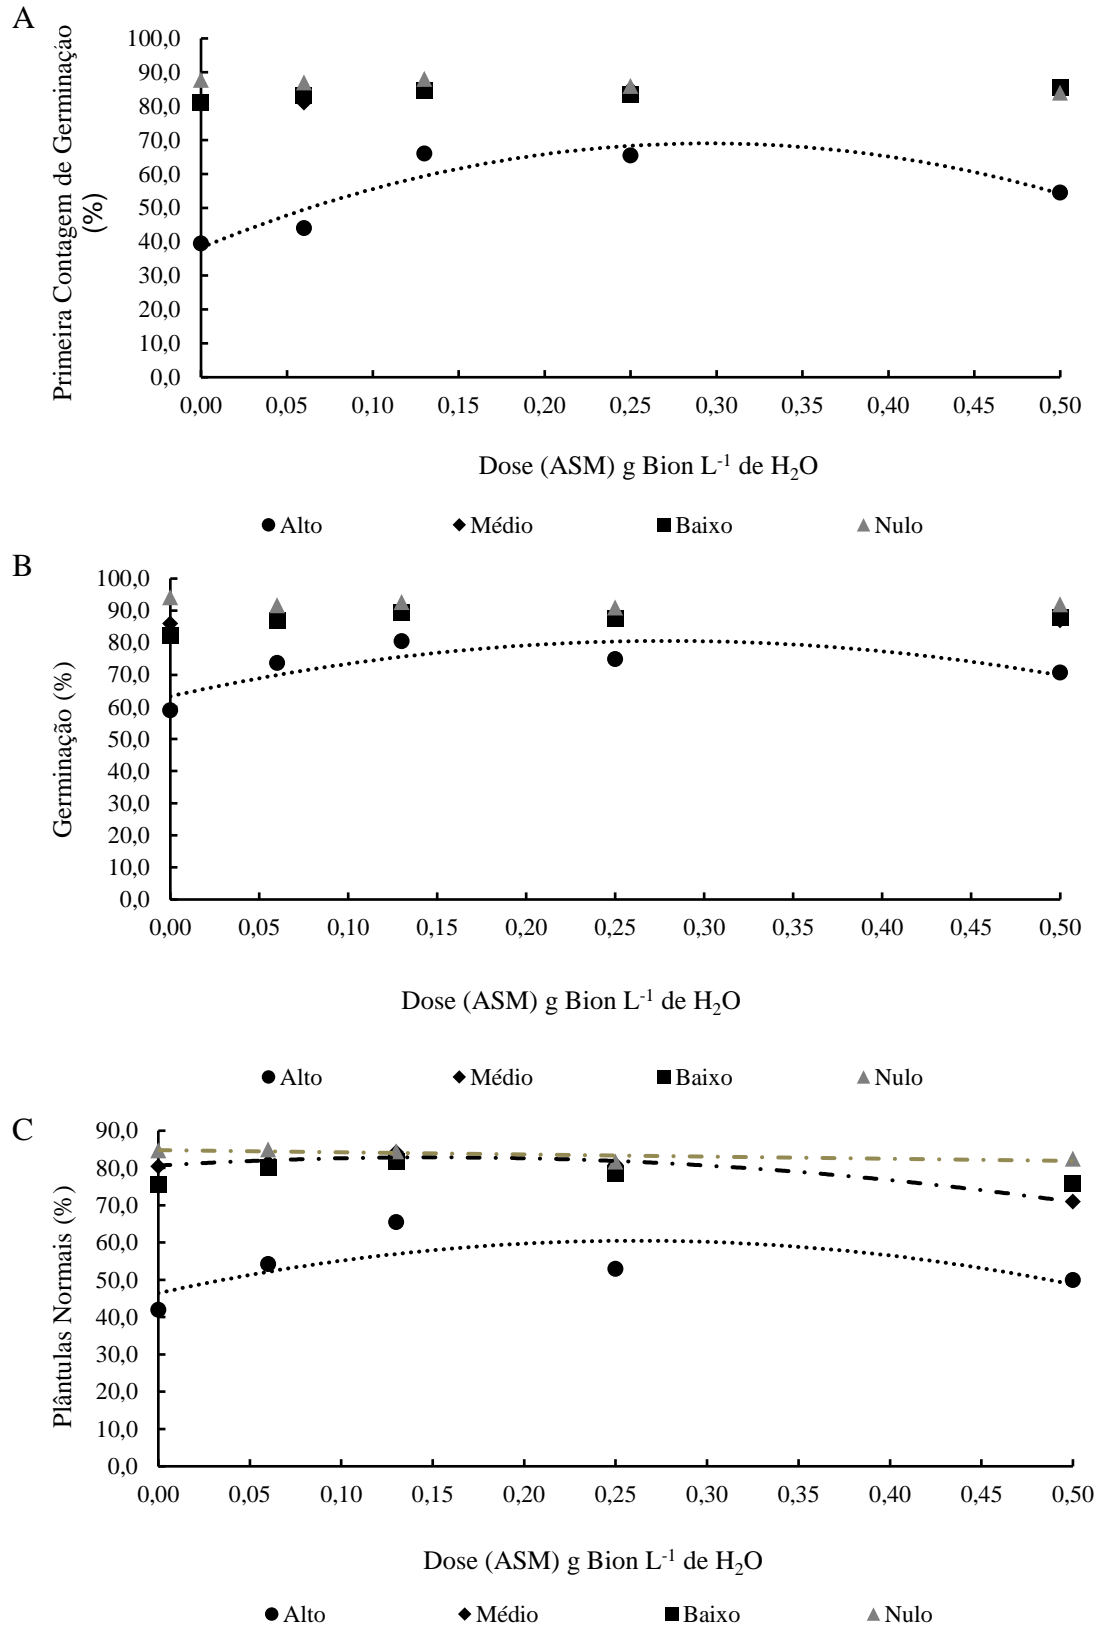 A
Primeira Contagem de Germinação
(%)
100,0
90,0
80,0
70,0
60,0
50,0
40,0
30,0
20,0
10,0
0,0
0,00 0,05 0,10 0,15 0,20 0,25 0,30 0,35 0,40 0,45 0,50
Dose (ASM) g Bion L-1 de H2O
Alto Médio Baixo Nulo
B
Germinação (%)
100,0
90,0
80,0
70,0
60,0
50,0
40,0
30,0
20,0
10,0
0,0
0,00 0,05 0,10 0,15 0,20 0,25 0,30 0,35 0,40 0,45 0,50
Dose (ASM) g Bion L-1 de H2O
Alto Médio Baixo Nulo
C
Plântulas Normais (%)
90,0
80,0
70,0
60,0
50,0
40,0
30,0
20,0
10,0
0,0
0,00 0,05 0,10 0,15 0,20 0,25 0,30 0,35 0,40 0,45 0,50
Dose (ASM) g Bion L-1 de H2O
Alto Médio Baixo Nulo